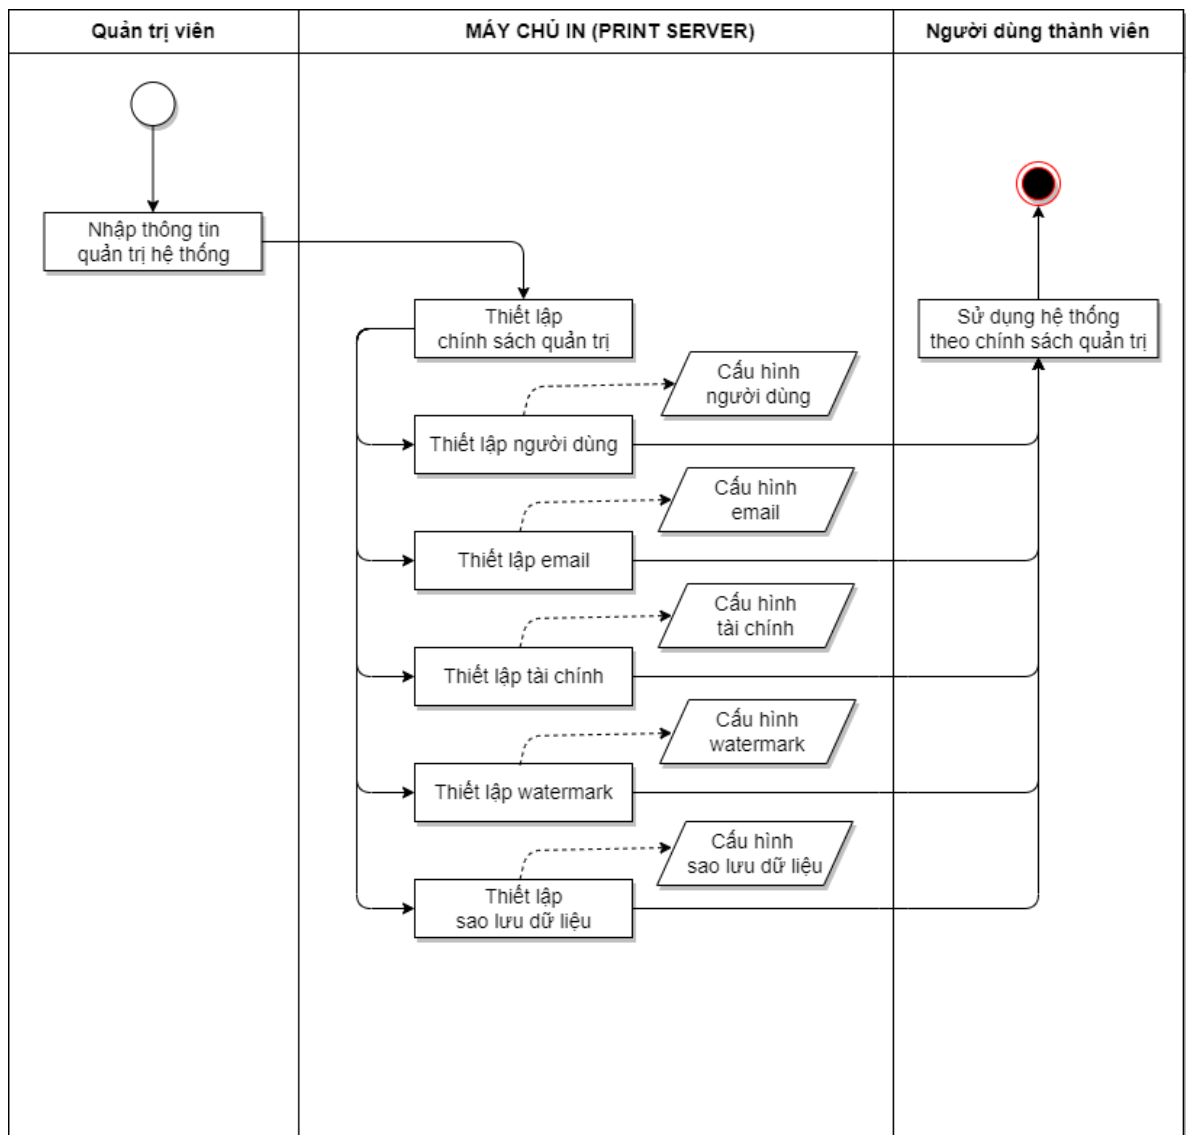 Quản trị viên
MÁY CHỦ IN (PRINT SERVER)
Người dùng thành viên
Nhập thông tin
quản trị hệ thống
Thiết lập
chính sách quản trị
Sử dụng hệ thống
theo chính sách quản trị
Cấu hình
người dùng
Thiết lập người dùng
Cấu hình
email
Thiết lập email
Cấu hình
tài chính
Thiết lập tài chính
Cấu hình
watermark
Thiết lập watermark
Cấu hình
sao lưu dữ liệu
Thiết lập
sao lưu dữ liệu